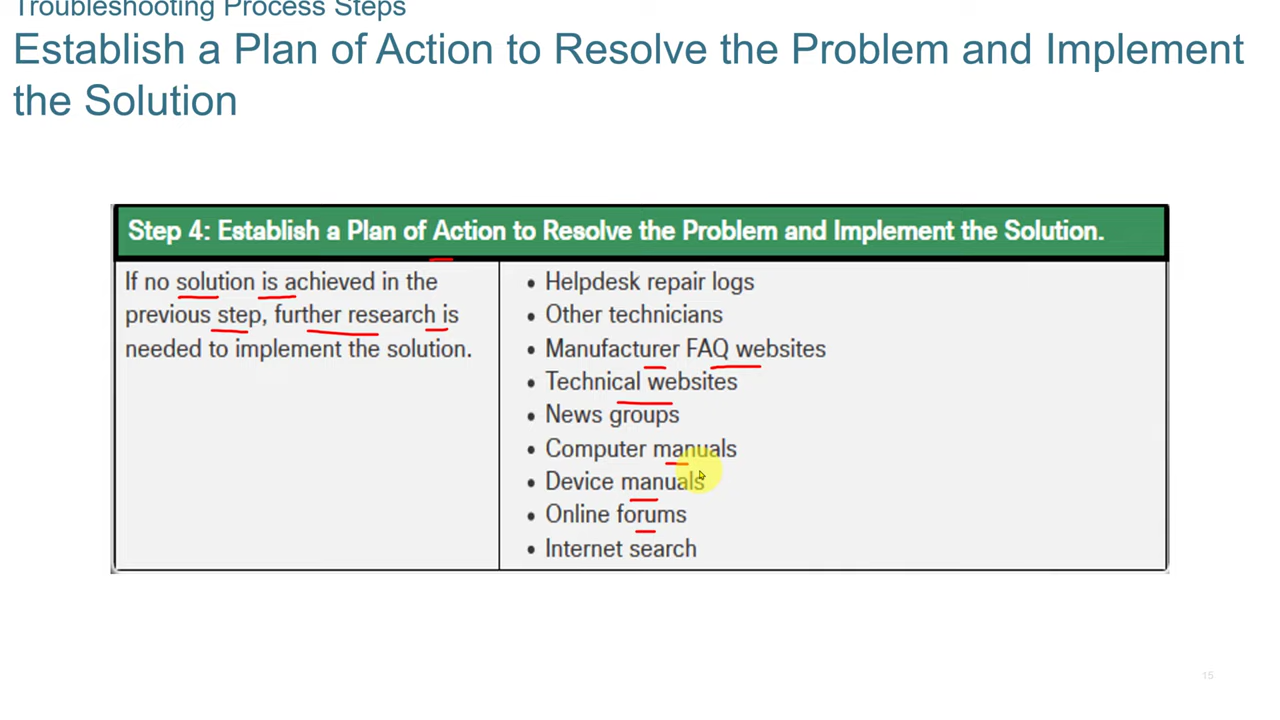 Troubleshooting Process Steps
Establish a Plan of Action to Resolve the Problem and Implement
the Solution
Step 4: Establish a Plan of Action to Resolve the Problem and Implement the Solution.
If no solution is achieved in the
previous step, further research is
needed to implement the solution.
• Helpdesk repair logs
• Other technicians
• Manufacturer FAQ websites
• Technical websites
• News groups
• Computer manuals
• Device manuals
• Online forums
• Internet search
15